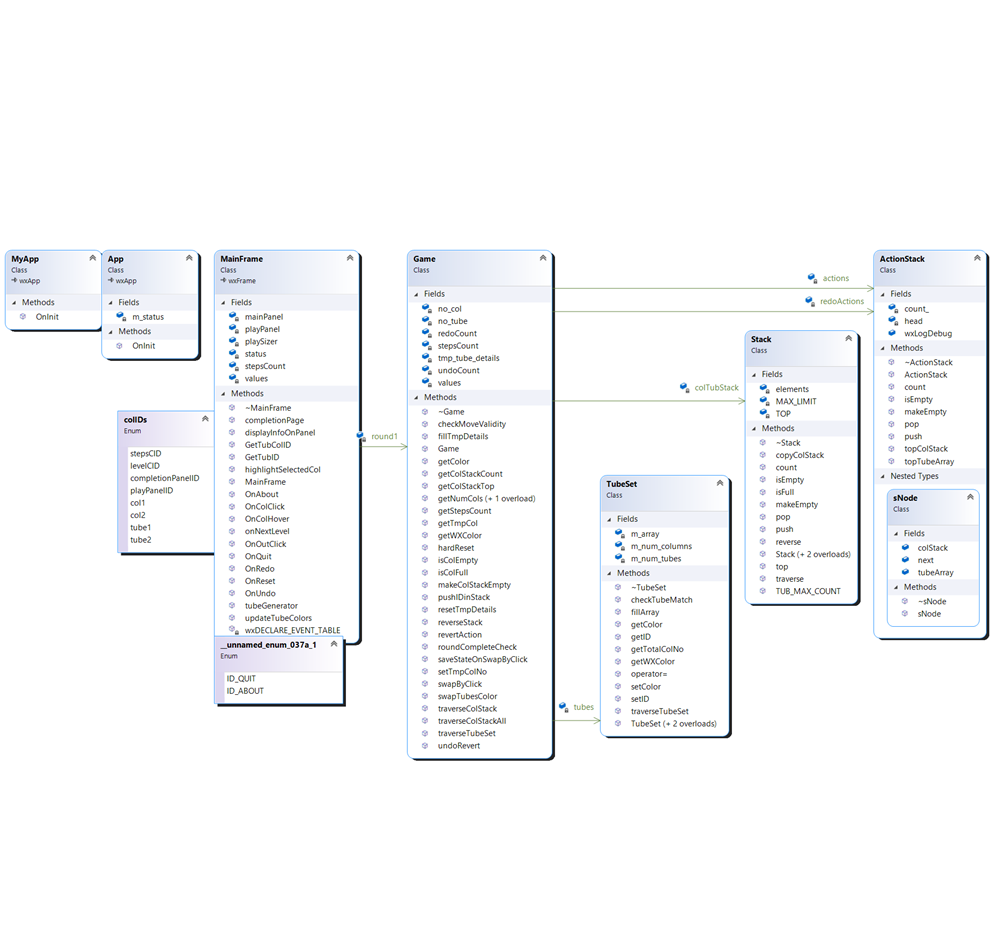 MyApp
Class
wxApp
Methods
OnInit
App
Class
wxApp
Fields
m_status
Methods
OnInit
colIDs
Enum
stepsCID
levelCID
completionPanelID
playPanelID
col1
col2
tube1
tube2
MainFrame
Class
wxFrame
Fields
mainPanel
playPanel
playSizer
status
stepsCount
values
Methods
~MainFrame
completionPage
displayInfoOnPanel
GetTubColID
GetTubID
highlightSelectedCol
MainFrame
OnAbout
OnColClick
OnColHover
onNextLevel
OnOutClick
OnQuit
OnRedo
OnReset
OnUndo
tubeGenerator
updateTubeColors
wxDECLARE_EVENT_TABLE
__unnamed_enum_037a_1
Enum
ID_QUIT
ID_ABOUT
round1
Game
Class
Fields
no_col
no_tube
redoCount
stepsCount
tmp_tube_details
undoCount
values
Methods
~Game
checkMoveValidity
fillTmpDetails
Game
getColor
getColStackCount
getColStackTop
getNumCols (+ 1 overload)
getStepsCount
getTmpCol
getWXColor
hardReset
isColEmpty
isColFull
makeColStackEmpty
pushIDinStack
resetTmpDetails
reverseStack
revertAction
roundCompleteCheck
saveStateOnSwapByClick
setTmpColNo
swapByClick
swapTubesColor
traverseColStack
traverseColStackAll
traverseTubeSet
undoRevert
actions
redoActions
colTubStack
tubes
TubeSet
Class
Fields
m_array
m_num_columns
m_num_tubes
Methods
~TubeSet
checkTubeMatch
fillArray
getColor
getID
getTotalColNo
getWXColor
operator=
setColor
setID
traverseTubeSet
TubeSet (+ 2 overloads)
Stack
Class
Fields
elements
MAX_LIMIT
TOP
Methods
~Stack
copyColStack
count
isEmpty
isFull
makeEmpty
pop
push
reverse
Stack (+ 2 overloads)
top
traverse
TUB_MAX_COUNT
ActionStack
Class
Fields
count_
head
wxLogDebug
Methods
~ActionStack
ActionStack
count
isEmpty
makeEmpty
pop
push
topColStack
topTubeArray
Nested Types
sNode
Class
Fields
colStack
next
tubeArray
Methods
~sNode
sNode